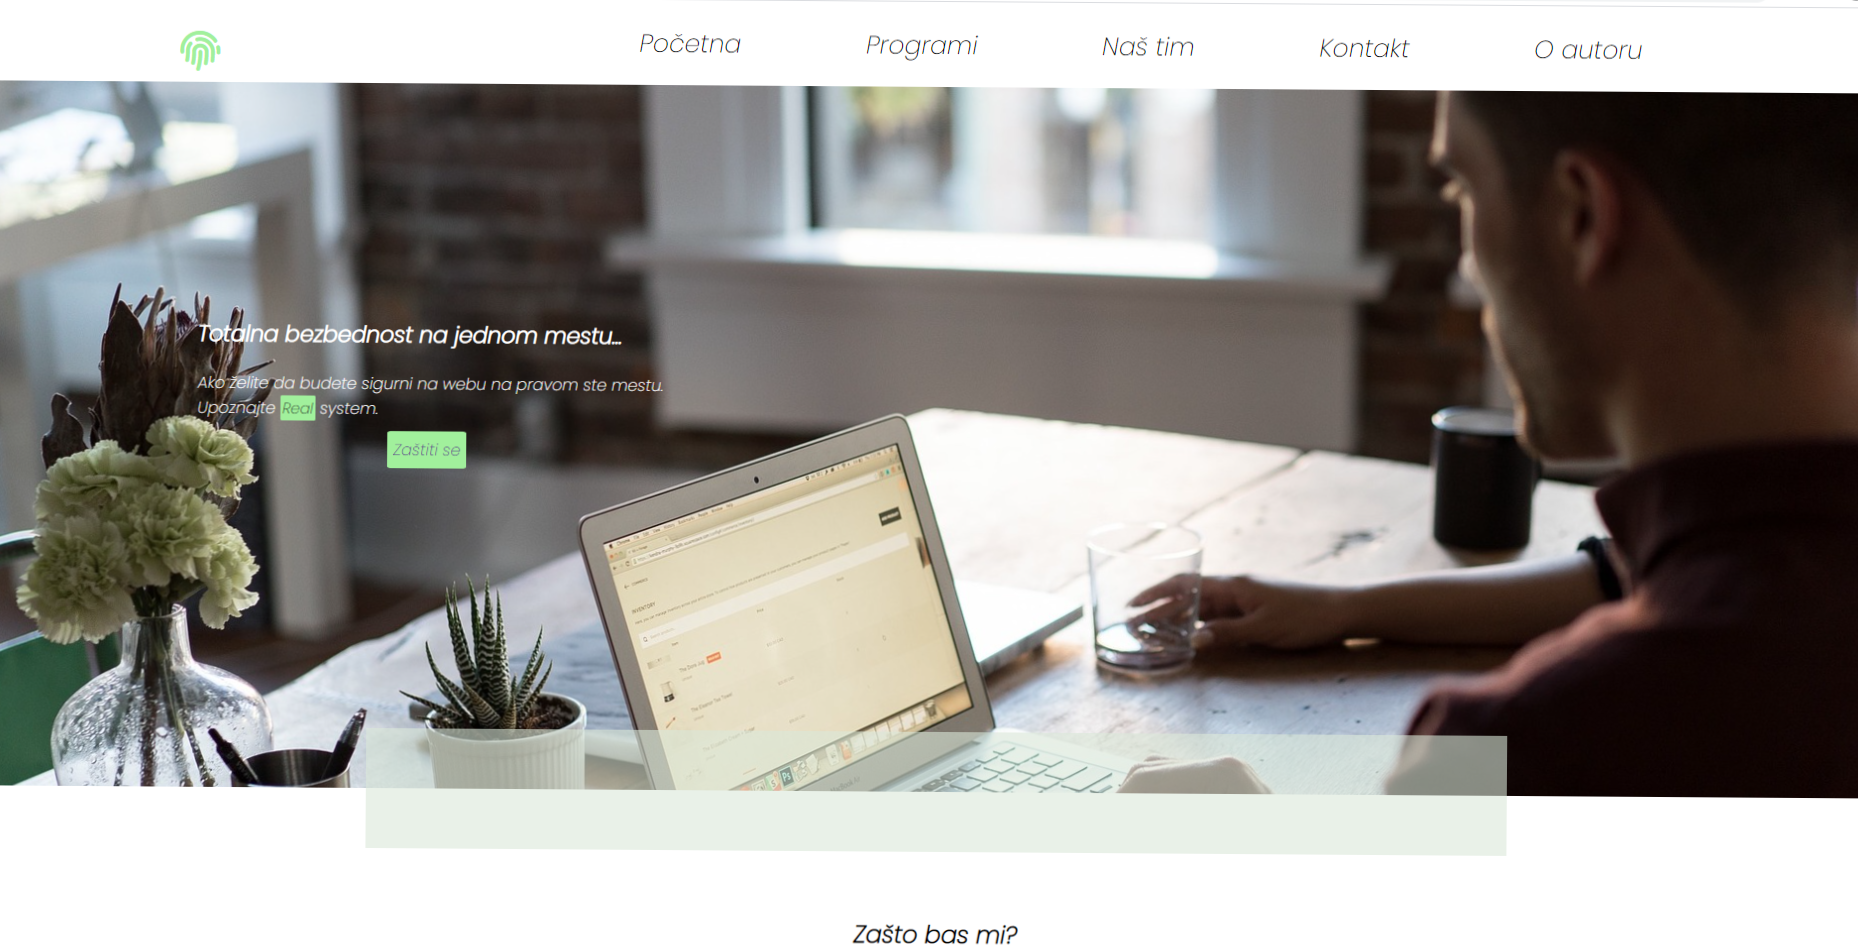 Početna Programi Naš tim Kontakt O autoru
Totalna bezbednost na jednom mestu...
Ako želite da budete sigurni na webu na pravom ste mestu.
Upoznajte Real system.
Zaštiti se
INVENTORY
Zašto bas mi?